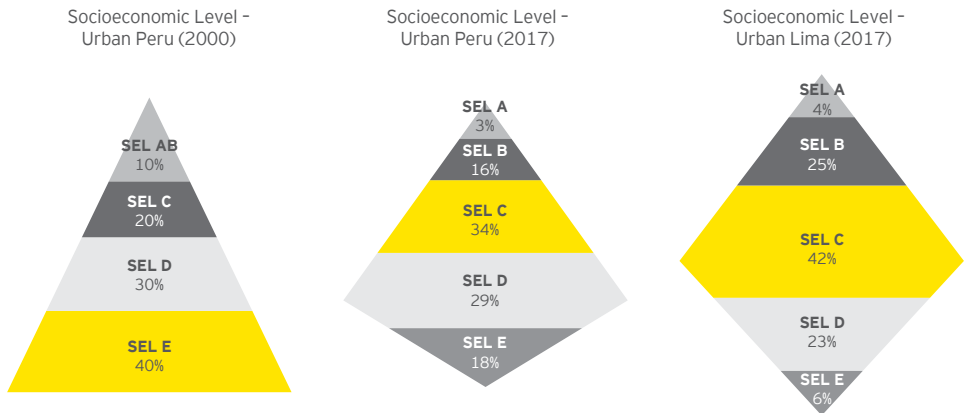 Socioeconomic Level –
Urban Peru (2000)
SEL AB
10%
SEL C
20%
SEL D
30%
SEL E
40%
Socioeconomic Level –
Urban Peru (2017)
SEL A
3%
SEL B
16%
SEL C
34%
SEL D
29%
SEL E
18%
Socioeconomic Level –
Urban Lima (2017)
SEL A
4%
SEL B
25%
SEL C
42%
SEL D
23%
SEL E
6%